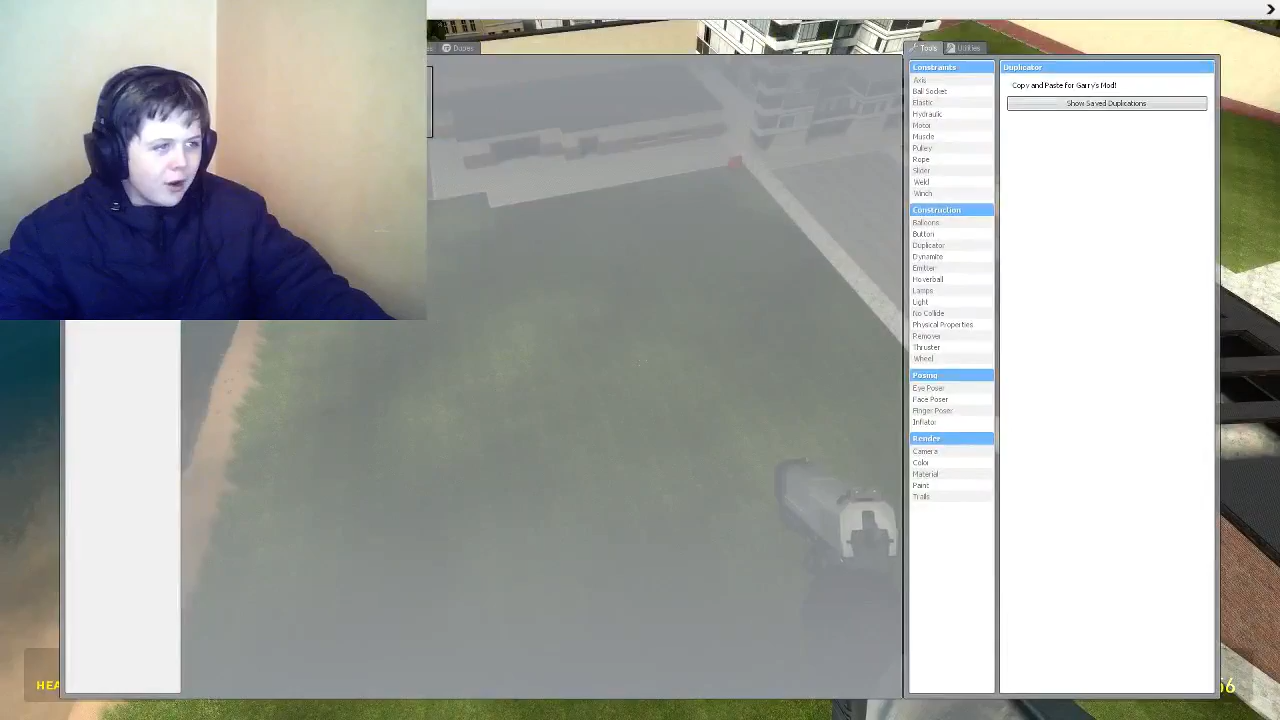 Dupes
Tools
Utilities
Constraints
Axis
Ball Socket
Elastic
Hydraulic
Motor
Muscle
Pulley
Rope
Slider
Weld
Winch
Construction
Balloons
Button
Duplicator
Dynamite
Emitter
Hoverball
Lamps
Light
No Collide
Physical Properties
Remover
Thruster
Wheel
Posing
Eye Poser
Face Poser
Finger Poser
Inflator
Render
Camera
Color
Material
Paint
Trails
Duplicator
Copy and Paste for Garry's Mod!
Show Saved Duplications
HEA